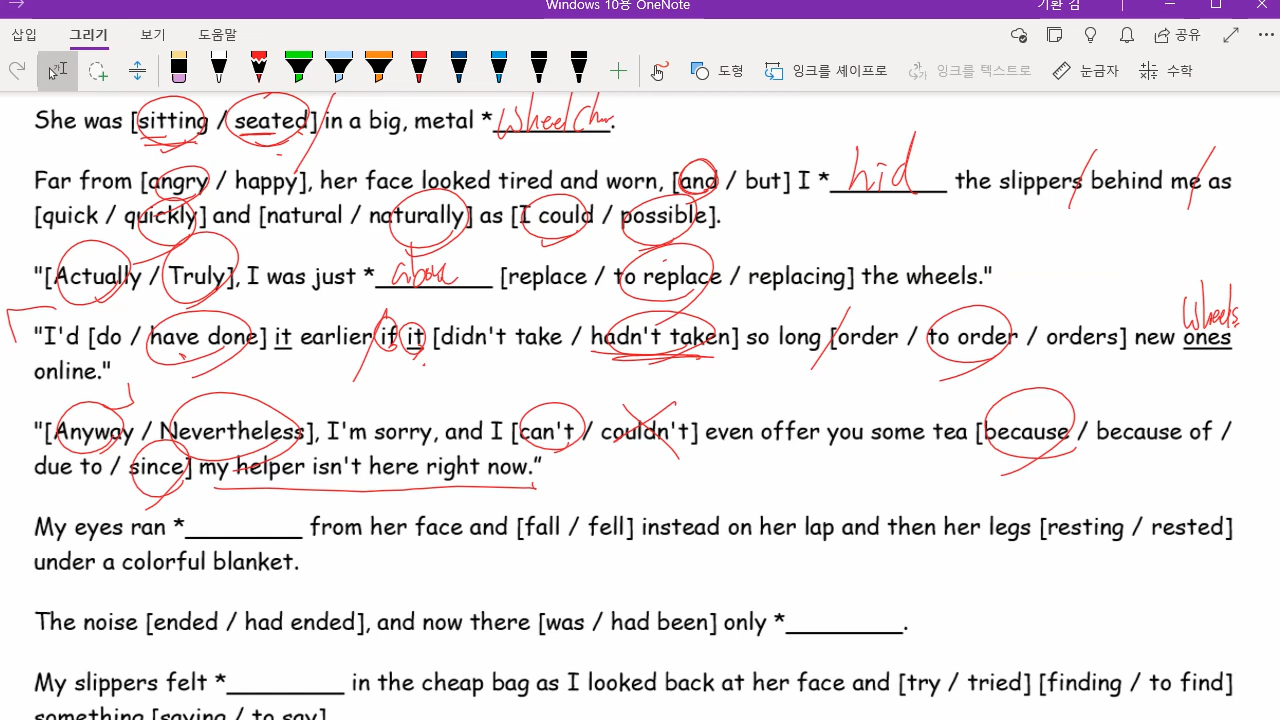 Windows 10용 OneNote
기환 김
삽입 그리기 보기 도움말
공유
도형 잉크를 셰이프로 잉크를 텍스트로 눈금자 수학
She was [sitting / seated] in a big, metal *wheelchair.
Far from [angry / happy], her face looked tired and worn, [and / but] I *hid the slippers behind me as
[quick / quickly] and [natural / naturally] as [I could / possible].
"[Actually / Truly], I was just *about [replace / to replace / replacing] the wheels."
wheels
"I'd [do / have done] it earlier if it [didn't take / hadn't taken] so long [order / to order / orders] new ones
online."
"[Anyway / Nevertheless], I'm sorry, and I [can't / couldn't] even offer you some tea [because / because of /
due to / since] my helper isn't here right now.”
My eyes ran *__________ from her face and [fall / fell] instead on her lap and then her legs [resting / rested]
under a colorful blanket.
The noise [ended / had ended], and now there [was / had been] only *__________.
My slippers felt *__________ in the cheap bag as I looked back at her face and [try / tried] [finding / to find]
something [saying / to say].